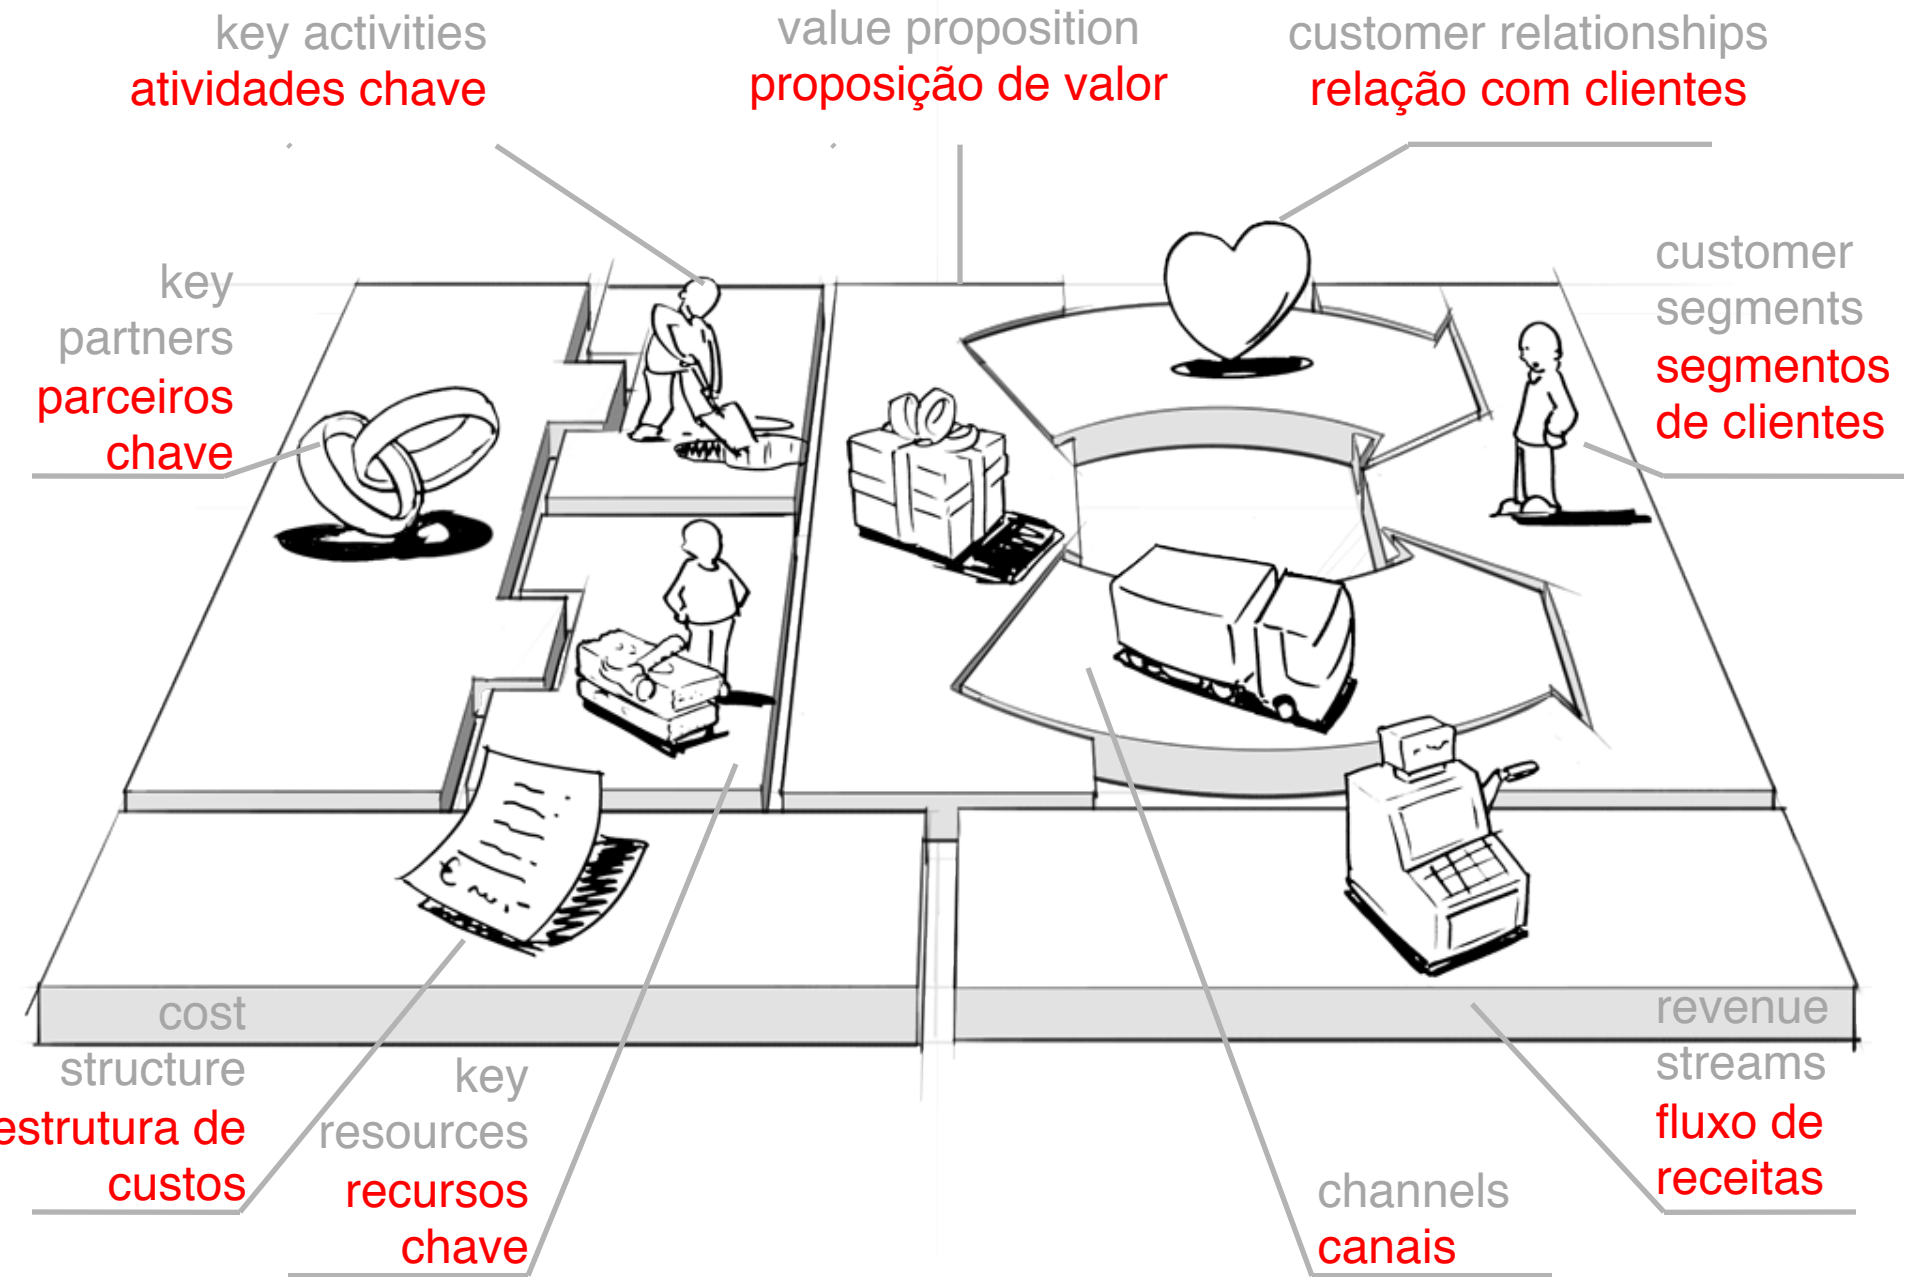 key activities
atividades chave
value proposition
proposição de valor
customer relationships
relação com clientes
key
partners
parceiros
chave
customer
segments
segmentos
de clientes
cost
structure
estrutura de
custos
key
resources
recursos
chave
channels
canais
revenue
streams
fluxo de
receitas
€